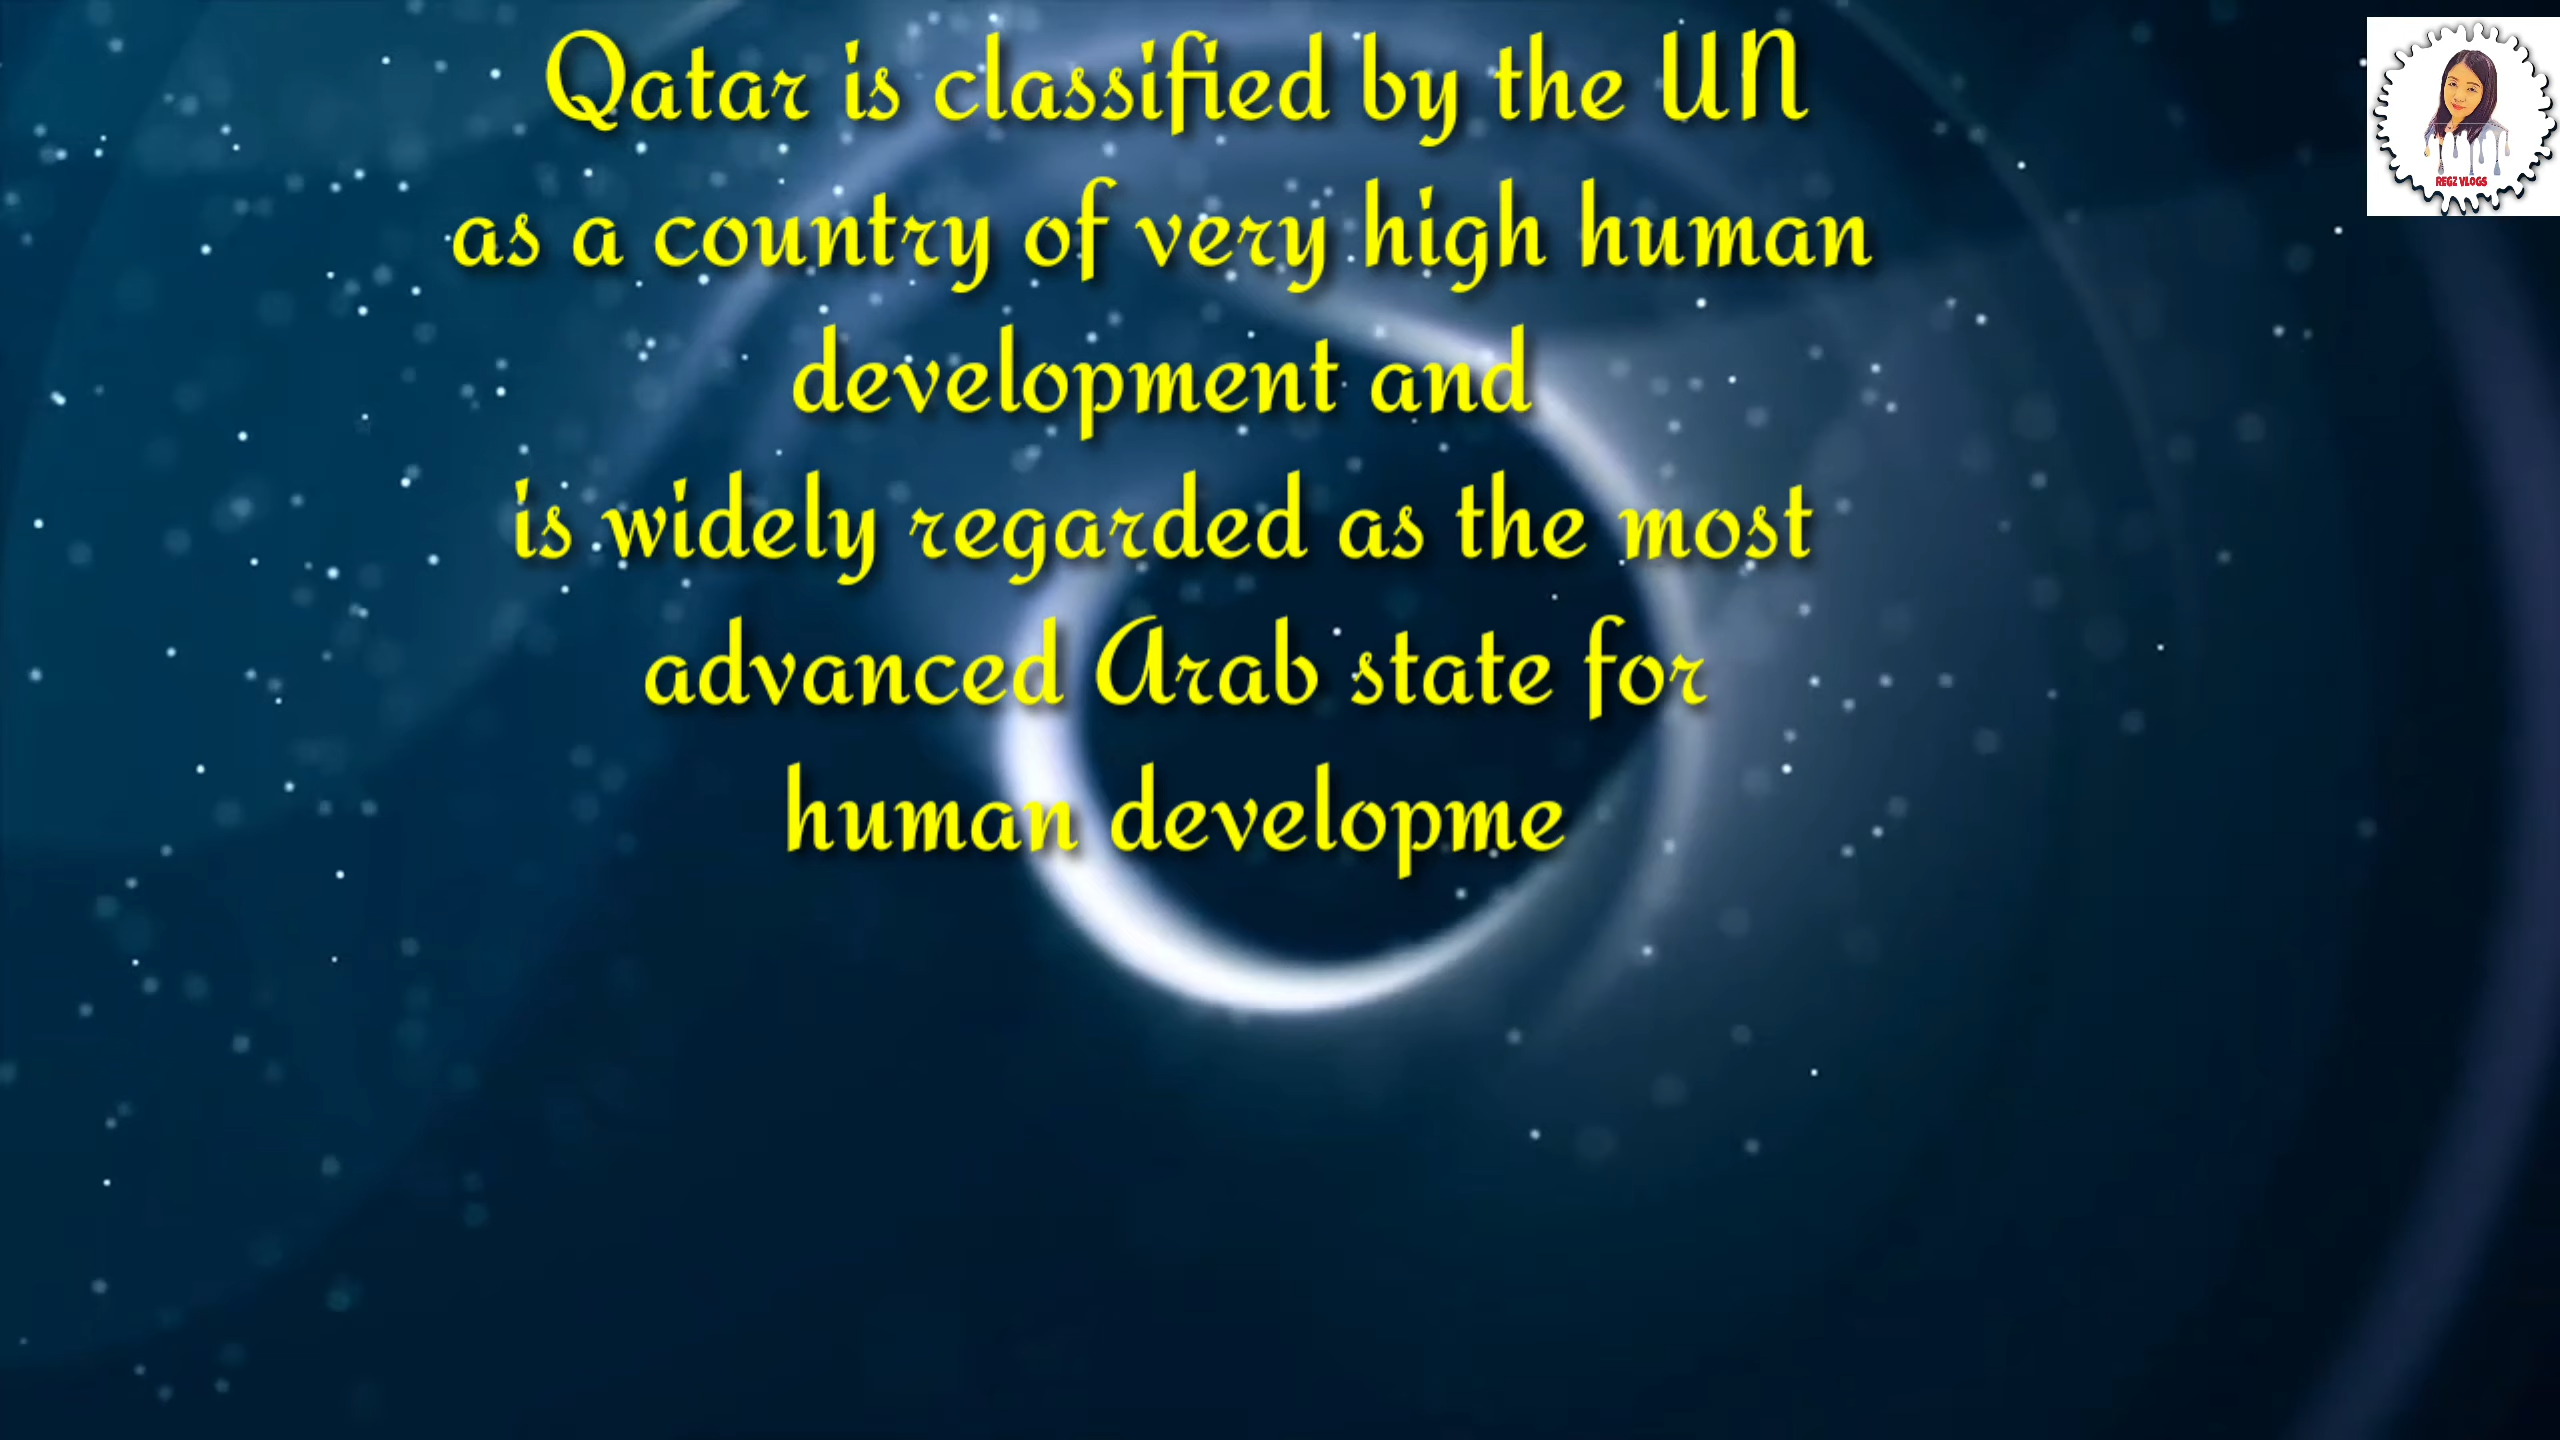 Qatar is classified by the UN
as a country of very high human
development and
is widely regarded as the most
advanced Arab state for
human developme
REGZ VLOGS